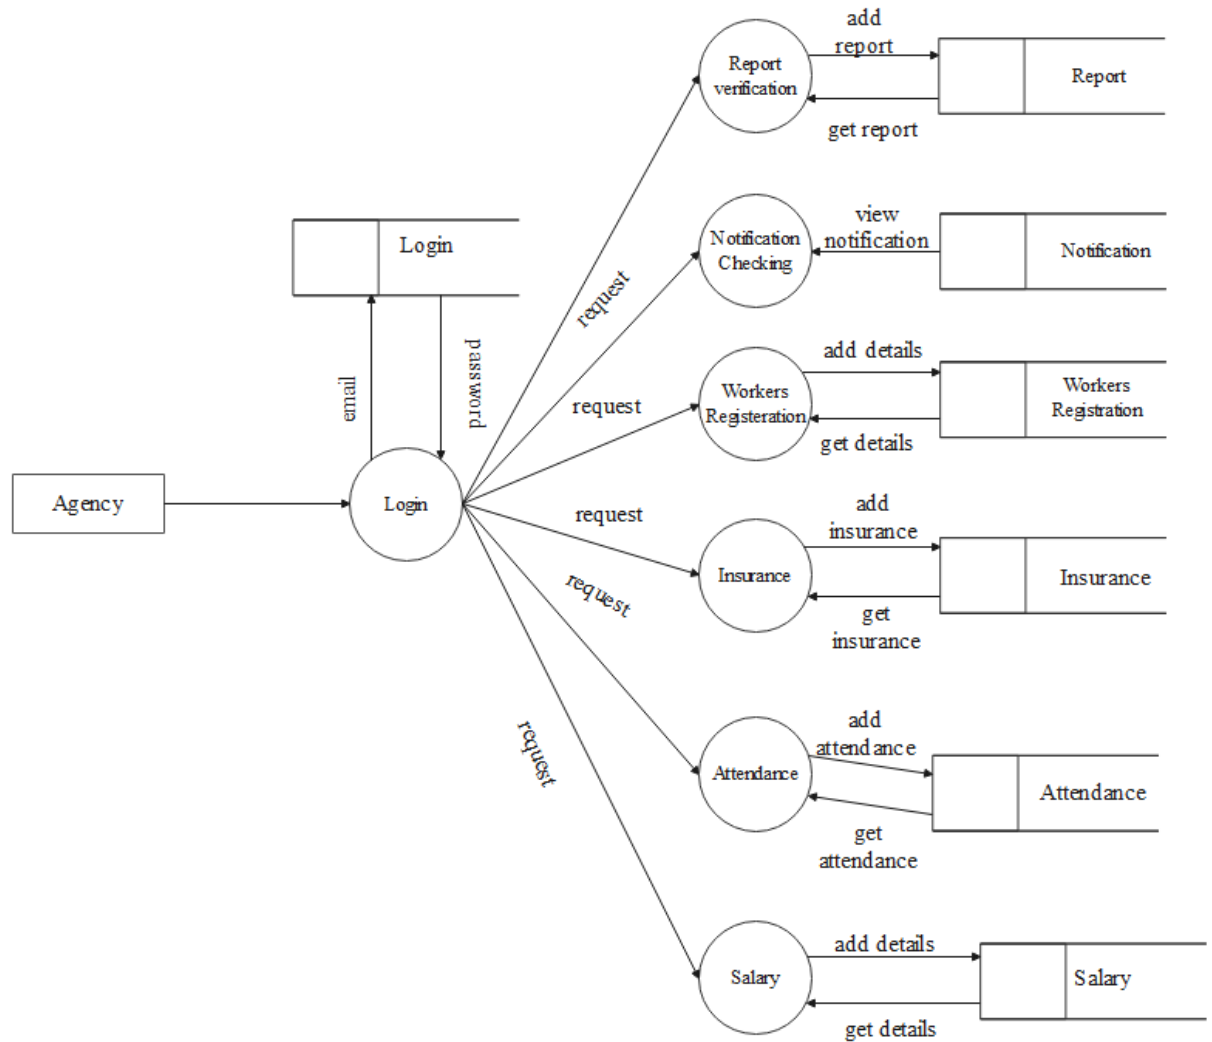 add
report
Report
verification
Report
get report
view
notification
Notification
Checking
Notification
Login
request
email
password
add details
Workers
Registeration
Workers
Registration
request
get details
Agency
Login
request
add
insurance
Insurance
Insurance
get
insurance
request
add
attendance
Attendance
Attendance
get
attendance
request
add details
Salary
Salary
get details